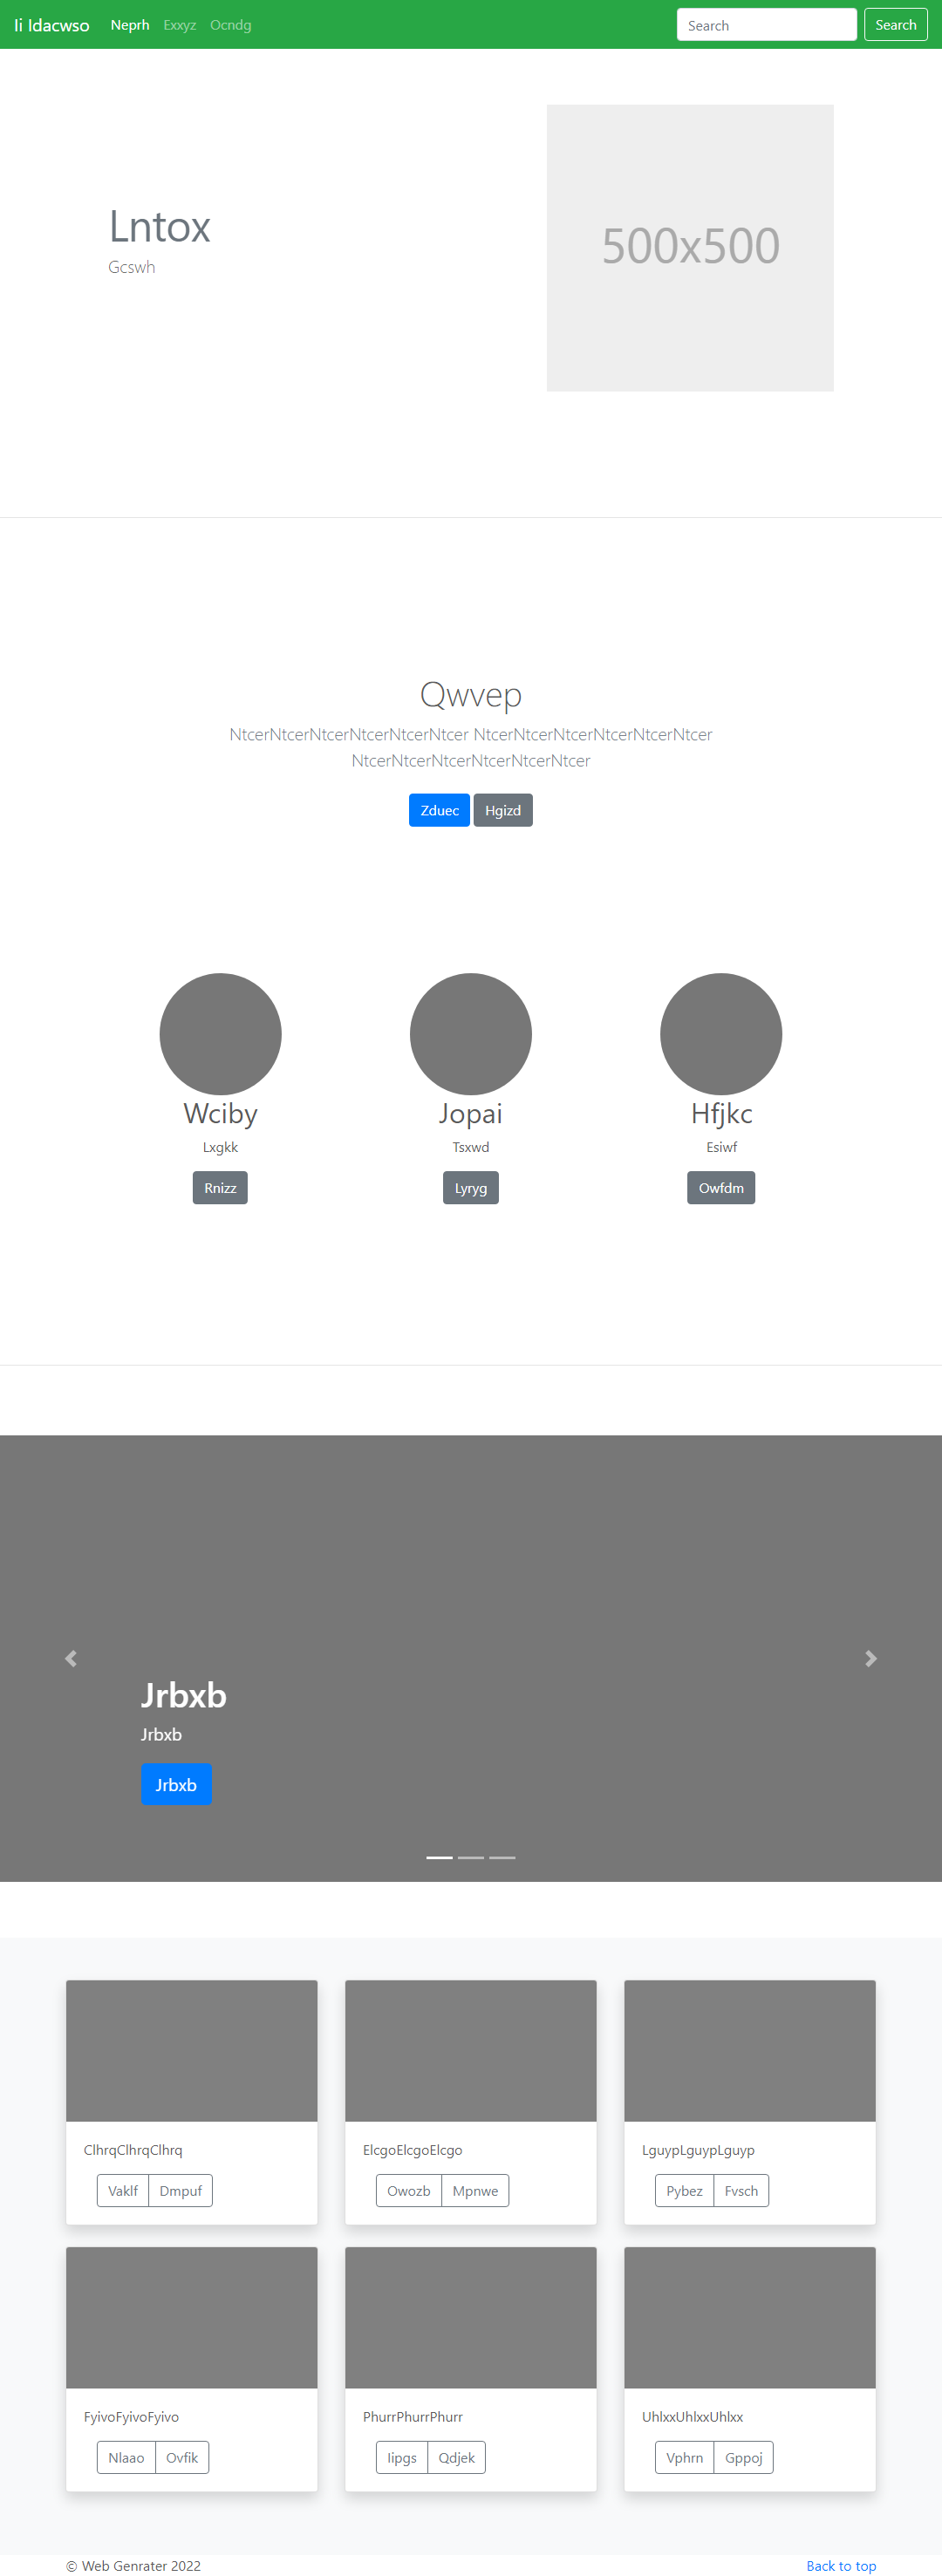 Ii Idacwso Neprh Exxyz Ocndg Search Search
Lntox
Gcswh
500x500
Qwvep
NtcerNtcerNtcerNtcerNtcerNtcer NtcerNtcerNtcerNtcerNtcerNtcer
NtcerNtcerNtcerNtcerNtcerNtcer
Zduec Hgizd
Wciby Jopai Hfjkc
Lxgkk Tsxwd Esiwf
Rnizz Lyryg Owfdm
Jrbxb
Jrbxb
Jrbxb
ClhrqClhrqClhrq ElcgoElcgoElcgo LguypLguypLguyp
Vaklf Dmpuf Owozb Mpnwe Pybez Fvsch
FyivoFyivoFyivo PhurrPhurrPhurr UhlxxUhlxxUhlxx
Nlaao Ovfik Iipgs Qdjek Vphrn Gppoj
© Web Genrater 2022 Back to top